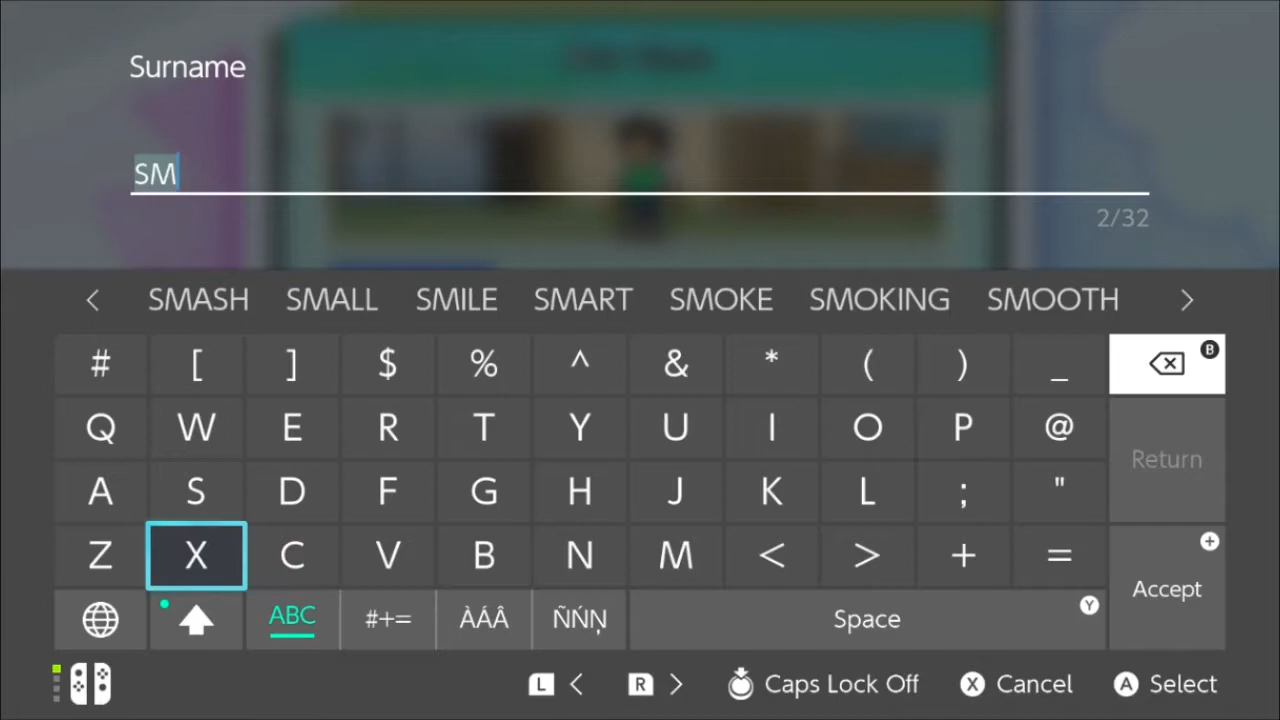 Surname
SM
2/32
< SMASH SMALL SMILE SMART SMOKE SMOKING SMOOTH >
# [ ] $ % ^ & * ( ) _ B
Q W E R T Y U I O P @ Return
A S D F G H J K L ; "
Z X C V B N M < > + = + Accept
ABC #+= ÀÁÂ ÑŃŅ Space Y
L < R > Caps Lock Off X Cancel A Select